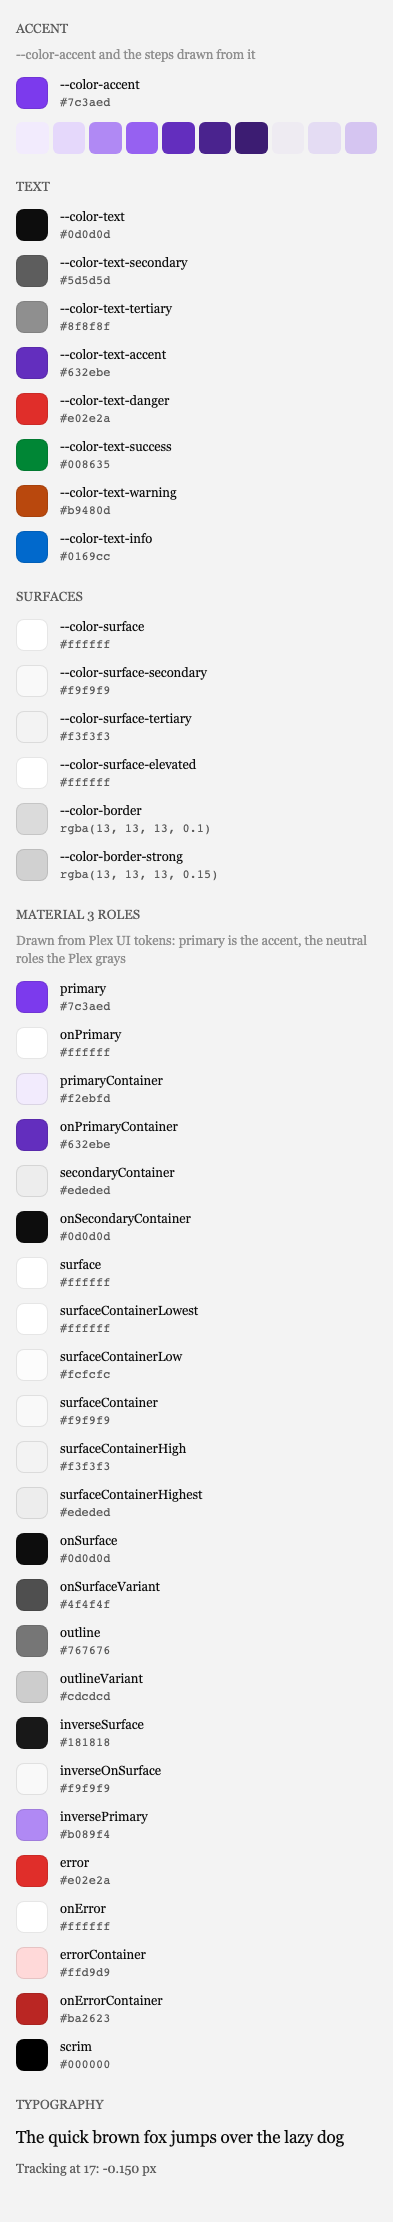 ACCENT
--color-accent and the steps drawn from it
--color-accent
#7c3aed
TEXT
--color-text
#0d0d0d
--color-text-secondary
#5d5d5d
--color-text-tertiary
#8f8f8f
--color-text-accent
#632ebe
--color-text-danger
#e02e2a
--color-text-success
#008635
--color-text-warning
#b9480d
--color-text-info
#0169cc
SURFACES
--color-surface
#ffffff
--color-surface-secondary
#f9f9f9
--color-surface-tertiary
#f3f3f3
--color-surface-elevated
#ffffff
--color-border
rgba(13, 13, 13, 0.1)
--color-border-strong
rgba(13, 13, 13, 0.15)
MATERIAL 3 ROLES
Drawn from Plex UI tokens: primary is the accent, the neutral
roles the Plex grays
primary
#7c3aed
onPrimary
#ffffff
primaryContainer
#f2ebfd
onPrimaryContainer
#632ebe
secondaryContainer
#ededed
onSecondaryContainer
#0d0d0d
surface
#ffffff
surfaceContainerLowest
#ffffff
surfaceContainerLow
#fcfcfc
surfaceContainer
#f9f9f9
surfaceContainerHigh
#f3f3f3
surfaceContainerHighest
#ededed
onSurface
#0d0d0d
onSurfaceVariant
#4f4f4f
outline
#767676
outlineVariant
#cdcdcd
inverseSurface
#181818
inverseOnSurface
#f9f9f9
inversePrimary
#b089f4
error
#e02e2a
onError
#ffffff
errorContainer
#ffd9d9
onErrorContainer
#ba2623
scrim
#000000
TYPOGRAPHY
The quick brown fox jumps over the lazy dog
Tracking at 17: -0.150 px